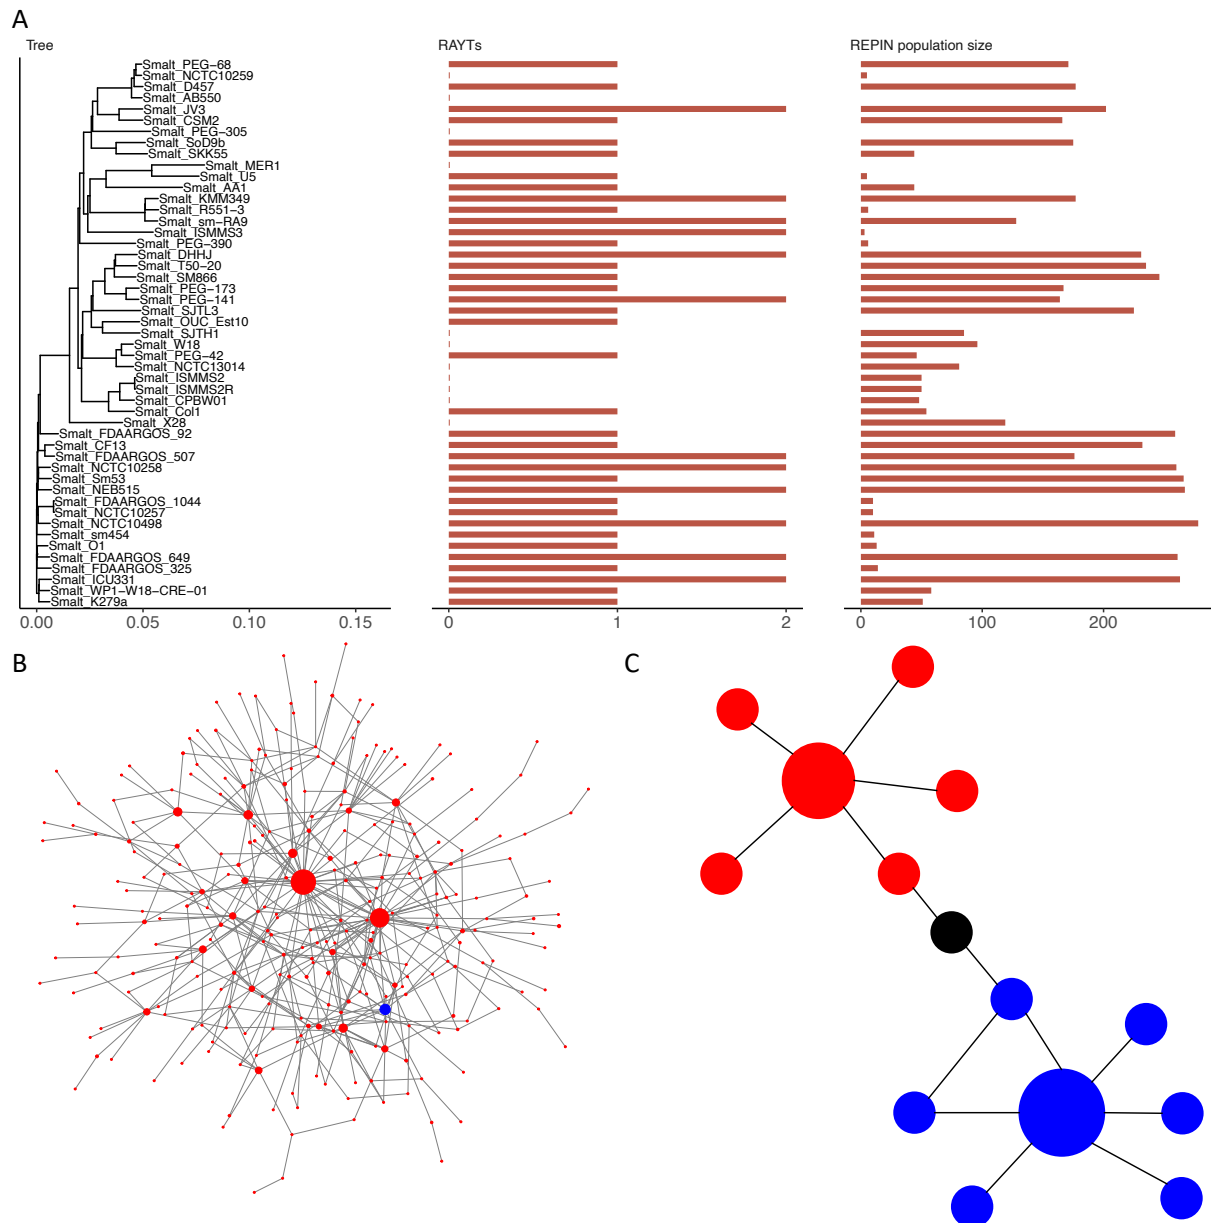 A
Tree
RAYTs
REPIN population size
Smalt_PEG−68
Smalt_NCTC10259
Smalt_D457
Smalt_AB550
Smalt_JV3
Smalt_CSM2
Smalt_PEG−305
Smalt_SoD9b
Smalt_SKK55
Smalt_MER1
Smalt_U5
Smalt_AA1
Smalt_KMM349
Smalt_R551−3
Smalt_sm−RA9
Smalt_ISMMS3
Smalt_PEG−390
Smalt_DHHJ
Smalt_T50−20
Smalt_SM866
Smalt_PEG−173
Smalt_PEG−141
Smalt_SJTL3
Smalt_OUC_Est10
Smalt_SJTH1
Smalt_W18
Smalt_PEG−42
Smalt_NCTC13014
Smalt_ISMMS2
Smalt_ISMMS2R
Smalt_CPBW01
Smalt_Col1
Smalt_X28
Smalt_FDAARGOS_92
Smalt_CF13
Smalt_FDAARGOS_507
Smalt_NCTC10258
Smalt_Sm53
Smalt_NEB515
Smalt_FDAARGOS_1044
Smalt_NCTC10257
Smalt_NCTC10498
Smalt_sm454
Smalt_O1
Smalt_FDAARGOS_649
Smalt_FDAARGOS_325
Smalt_ICU331
Smalt_WP1−W18−CRE−01
Smalt_K279a
0.00 0.05 0.10 0.15
0 1 2
0 100 200
B
C